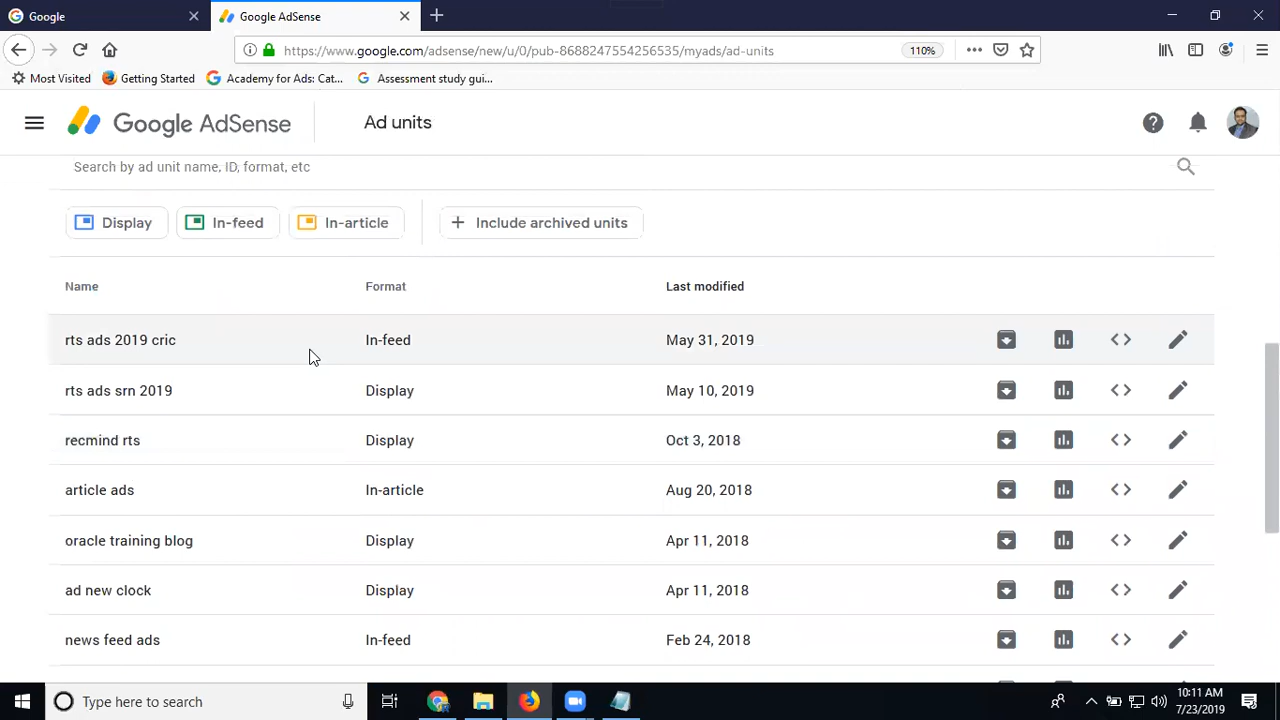 Google
Google AdSense
https://www.google.com/adsense/new/u/0/pub-8688247554256535/myads/ad-units
110%
Most Visited
Getting Started
Academy for Ads: Cat...
Assessment study gui...
Google AdSense
Ad units
Search by ad unit name, ID, format, etc
Display
In-feed
In-article
+ Include archived units
Name Format Last modified
rts ads 2019 cric In-feed May 31, 2019
rts ads srn 2019 Display May 10, 2019
recmind rts Display Oct 3, 2018
article ads In-article Aug 20, 2018
oracle training blog Display Apr 11, 2018
ad new clock Display Apr 11, 2018
news feed ads In-feed Feb 24, 2018
Type here to search
10:11 AM
7/23/2019